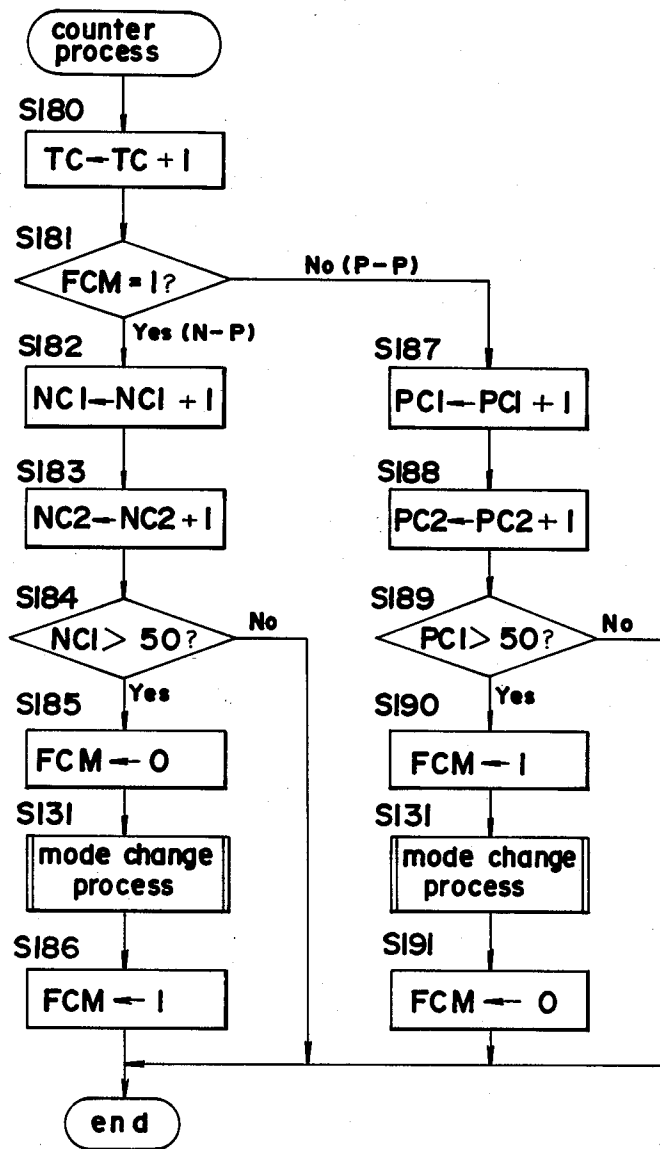 counter
process
S180
TC←TC + 1
S181
FCM = 1?
No (P-P)
Yes (N-P)
S182
NC1←NC1 + 1
S183
NC2←NC2 + 1
S184
NC1 > 50?
No
Yes
S185
FCM ← 0
S131
mode change
process
S186
FCM ← 1
S187
PC1←PC1 + 1
S188
PC2←PC2 + 1
S189
PC1 > 50?
No
Yes
S190
FCM ← 1
S131
mode change
process
S191
FCM ← 0
end